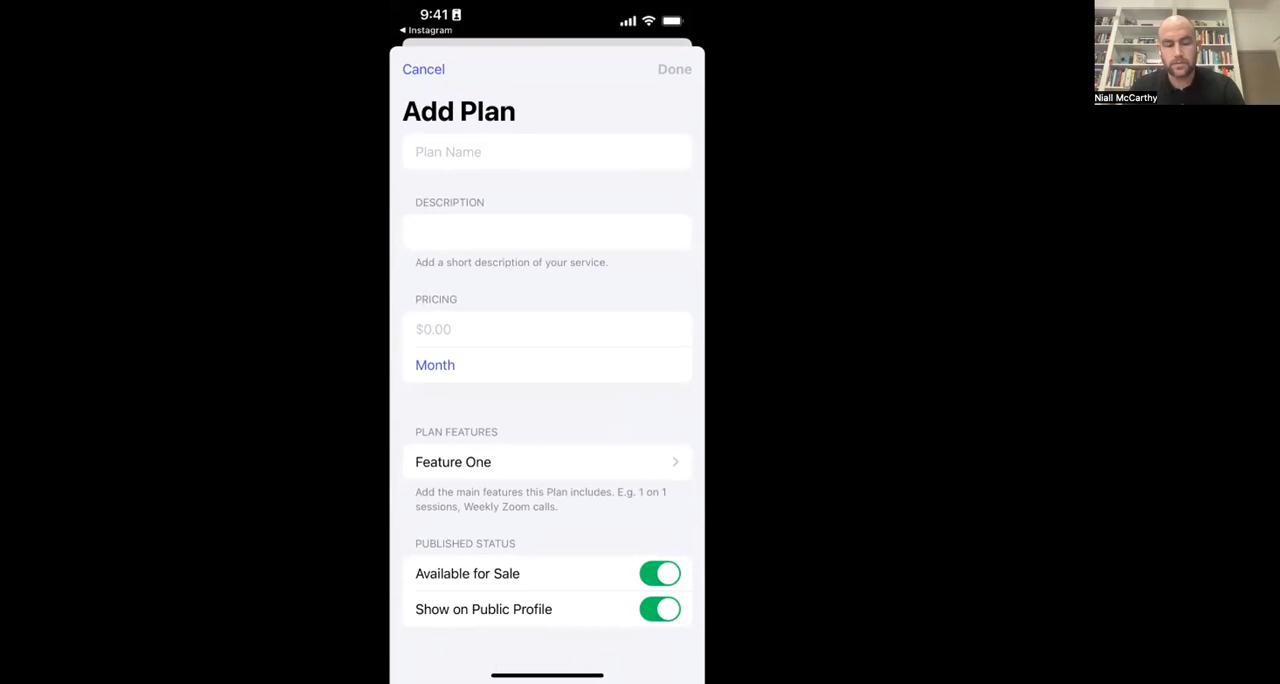 9:41
◀ Instagram
Cancel
Done
Add Plan
Plan Name
DESCRIPTION
Add a short description of your service.
PRICING
$0.00
Month
PLAN FEATURES
Feature One
Add the main features this Plan includes. E.g. 1 on 1
sessions, Weekly Zoom calls.
PUBLISHED STATUS
Available for Sale
Show on Public Profile
Niall McCarthy